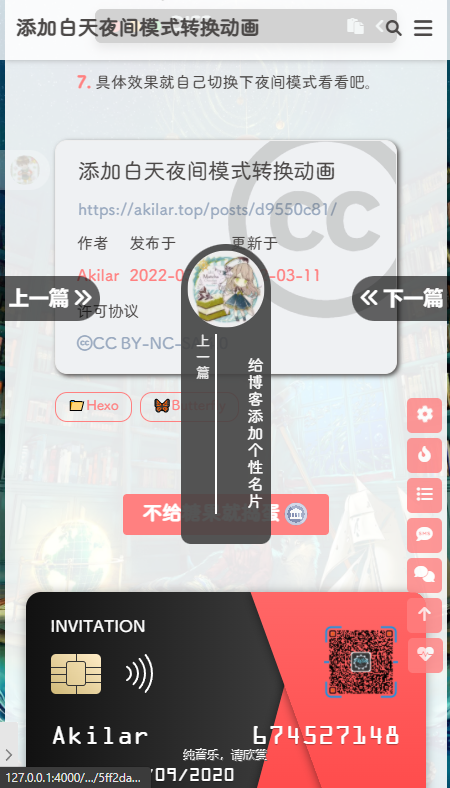 添加白天夜间模式转换动画
7. 具体效果就自己切换下夜间模式看看吧。
添加白天夜间模式转换动画
https://akilar.top/posts/d9550c81/
作者 发布于 更新于
Akilar 2022-0 -03-11
上一篇
下一篇
许可协议
CC BY-NC-S
上一篇
给博客添加个性名片
Hexo
不给糖果就捣蛋
INVITATION
Akilar 674527148
纯音乐，请欣赏
/09/2020
127.0.0.1:4000/.../5ff2da...